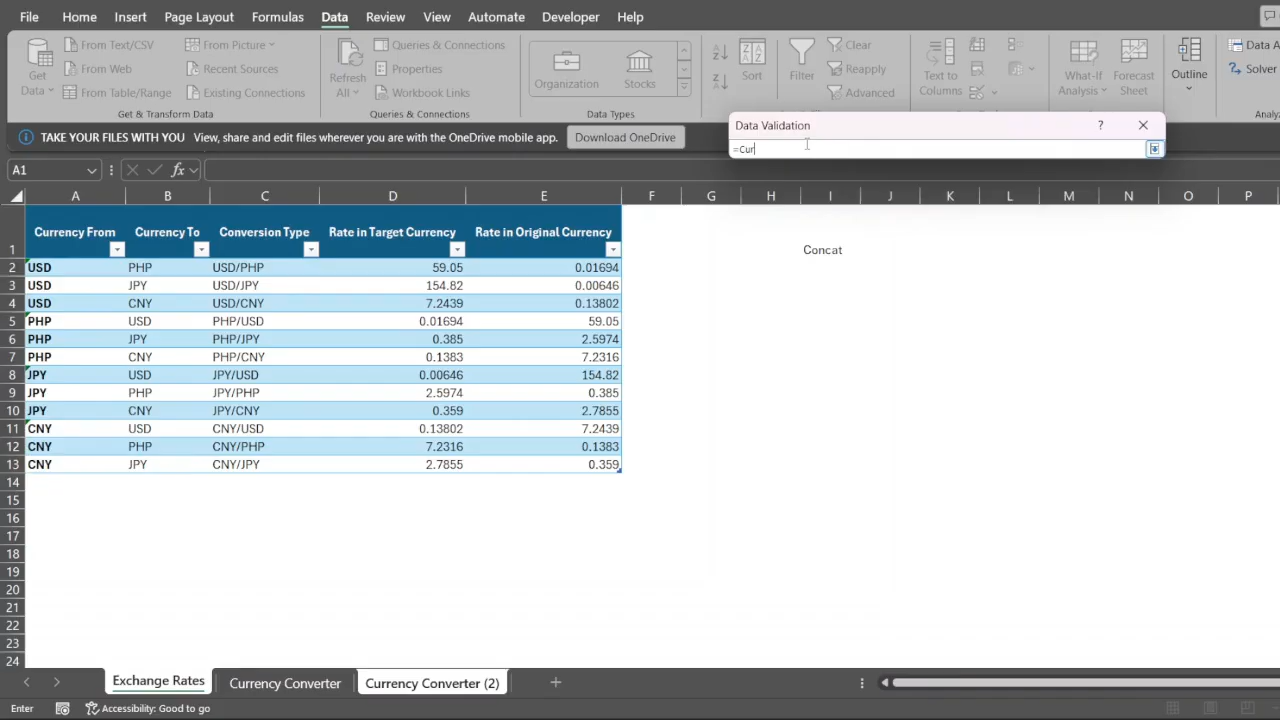 File Home Insert Page Layout Formulas Data Review View Automate Developer Help
Get Data
From Text/CSV
From Web
From Table/Range
From Picture
Recent Sources
Existing Connections
Get & Transform Data
Refresh All
Queries & Connections
Properties
Workbook Links
Queries & Connections
Organization
Stocks
Data Types
Sort
Filter
Clear
Reapply
Advanced
Text to Columns
What-If Analysis
Forecast Sheet
Outline
Data A
Solver
Analyz
TAKE YOUR FILES WITH YOU View, share and edit files wherever you are with the OneDrive mobile app. Download OneDrive
Data Validation ?
=Cur
A1 fx
A B C D E F G H I J K L M N O P
1 Currency From Currency To Conversion Type Rate in Target Currency Rate in Original Currency Concat
2 USD PHP USD/PHP 59.05 0.01694
3 USD JPY USD/JPY 154.82 0.00646
4 USD CNY USD/CNY 7.2439 0.13802
5 PHP USD PHP/USD 0.01694 59.05
6 PHP JPY PHP/JPY 0.385 2.5974
7 PHP CNY PHP/CNY 0.1383 7.2316
8 JPY USD JPY/USD 0.00646 154.82
9 JPY PHP JPY/PHP 2.5974 0.385
10 JPY CNY JPY/CNY 0.359 2.7855
11 CNY USD CNY/USD 0.13802 7.2439
12 CNY PHP CNY/PHP 7.2316 0.1383
13 CNY JPY CNY/JPY 2.7855 0.359
14
15
16
17
18
19
20
21
22
23
24
Exchange Rates Currency Converter Currency Converter (2)
Enter Accessibility: Good to go